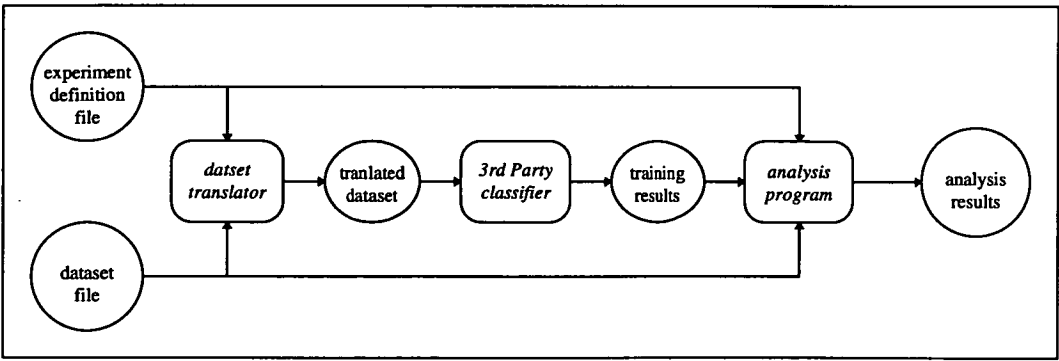 experiment
definition
file
datset
translator
tranlated
dataset
3rd Party
classifier
training
results
analysis
program
analysis
results
dataset
file